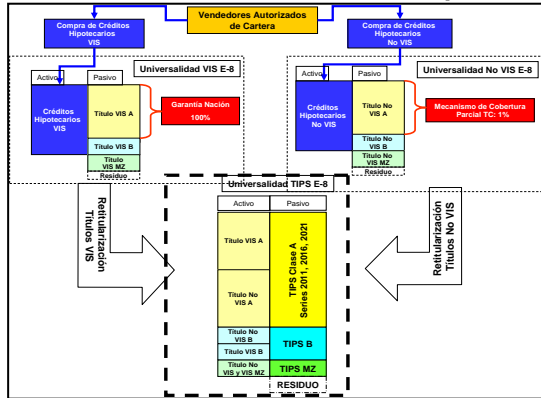 Vendedores Autorizados
de Cartera
Compra de Créditos
Hipotecarios
VIS
Compra de Créditos
Hipotecarios
No VIS
Universalidad VIS E-8
Activo
Pasivo
Créditos
Hipotecarios
VIS
Título VIS A
Título VIS B
Título
VIS MZ
Residuo
Garantía Nación
100%
Universalidad No VIS E-8
Activo
Pasivo
Créditos
Hipotecarios
No VIS
Título No
VIS A
Título No
VIS B
Título No
VIS MZ
Residuo
Mecanismo de Cobertura
Parcial TC: 1%
Retitularización
Títulos VIS
Universalidad TIPS E-8
Activo
Pasivo
Título VIS A
Título No
VIS A
Título No
VIS B
Título VIS B
Título No
VIS y VIS MZ
TIPS Clase A
Series 2011, 2016, 2021
TIPS B
TIPS MZ
RESIDUO
Retitularización
Títulos No VIS